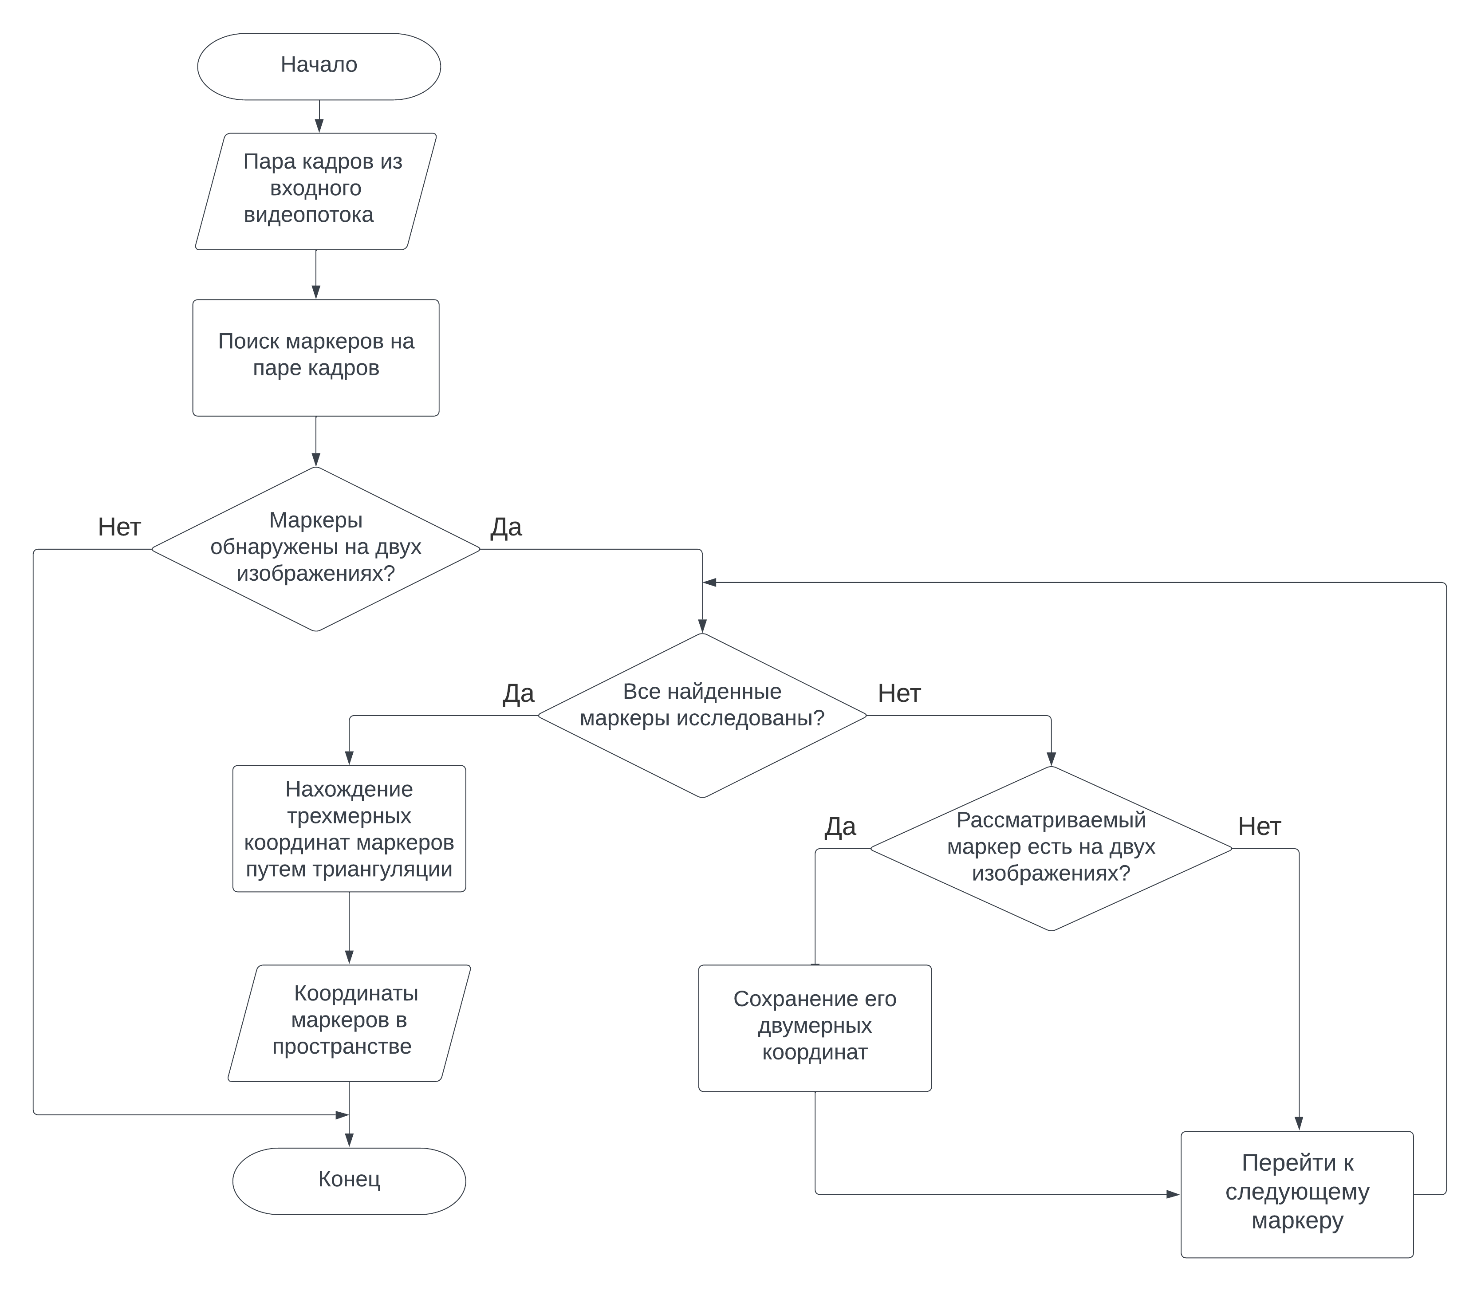 Начало
Пара кадров из
входного
видеопотока
Поиск маркеров на
паре кадров
Нет
Маркеры
обнаружены на двух
изображениях?
Да
Да
Все найденные
маркеры исследованы?
Нет
Нахождение
трехмерных
координат маркеров
путем триангуляции
Да
Рассматриваемый
маркер есть на двух
изображениях?
Нет
Координаты
маркеров в
пространстве
Сохранение его
двумерных
координат
Конец
Перейти к
следующему
маркеру